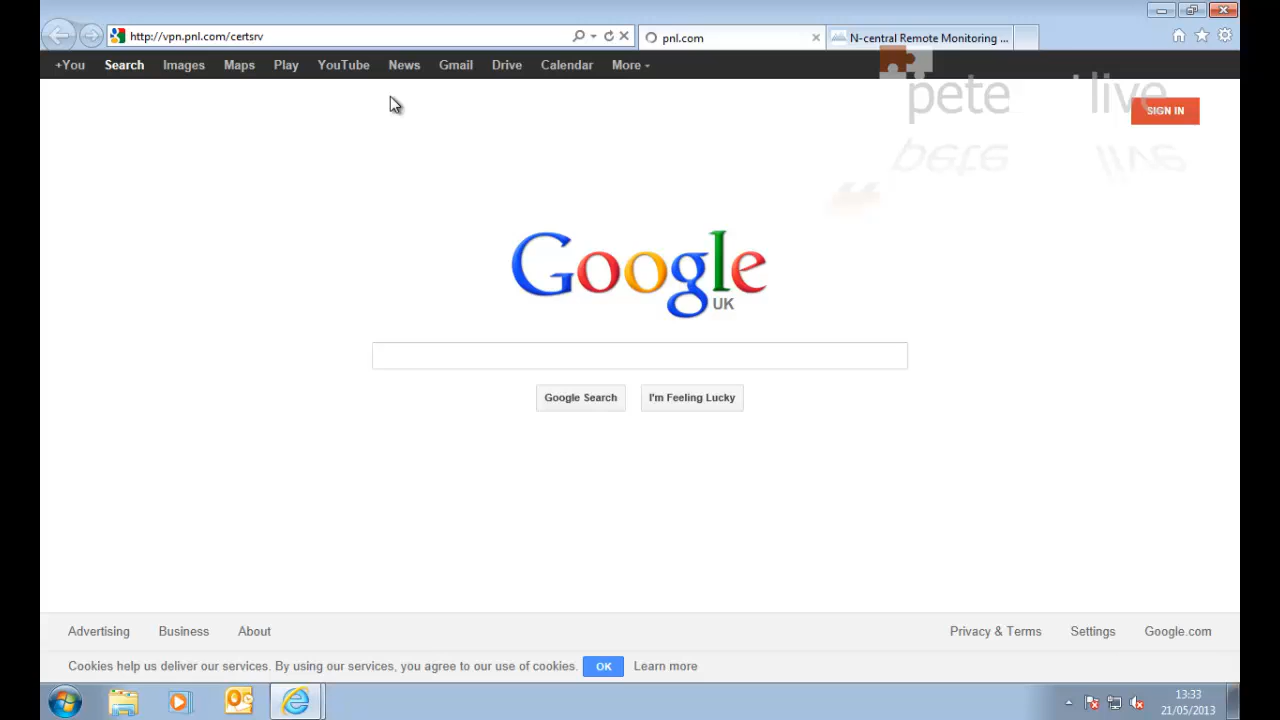 http://vpn.pnl.com/certsrv
pnl.com
N-central Remote Monitoring ...
+You Search Images Maps Play YouTube News Gmail Drive Calendar More
pete live
SIGN IN
Google
UK
Google Search
I'm Feeling Lucky
Advertising Business About
Privacy & Terms Settings Google.com
Cookies help us deliver our services. By using our services, you agree to our use of cookies. OK Learn more
13:33
21/05/2013